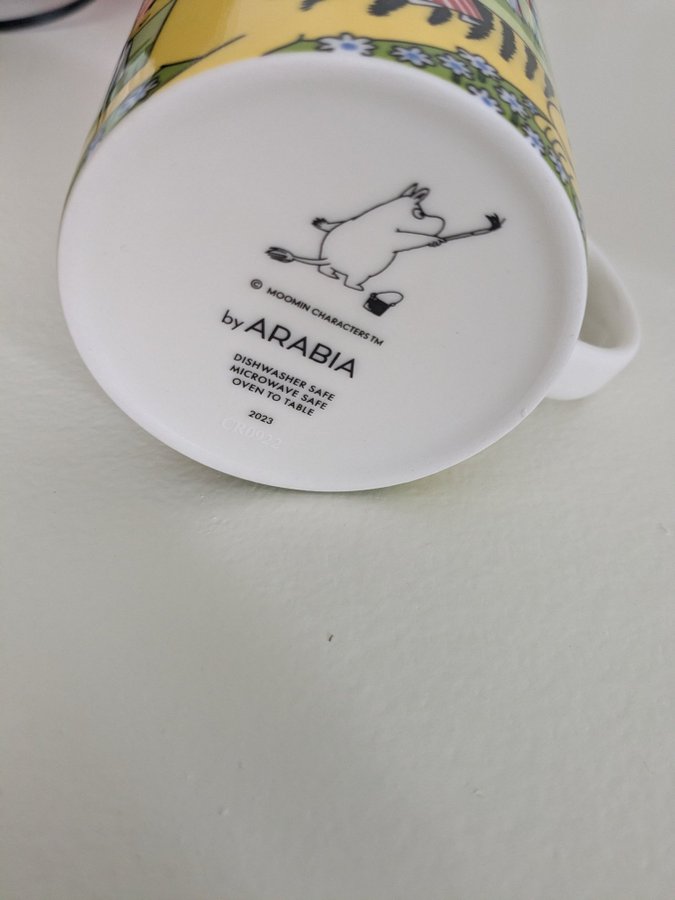 © MOOMIN CHARACTERS™
by ARABIA
DISHWASHER SAFE
MICROWAVE SAFE
OVEN TO TABLE
2023